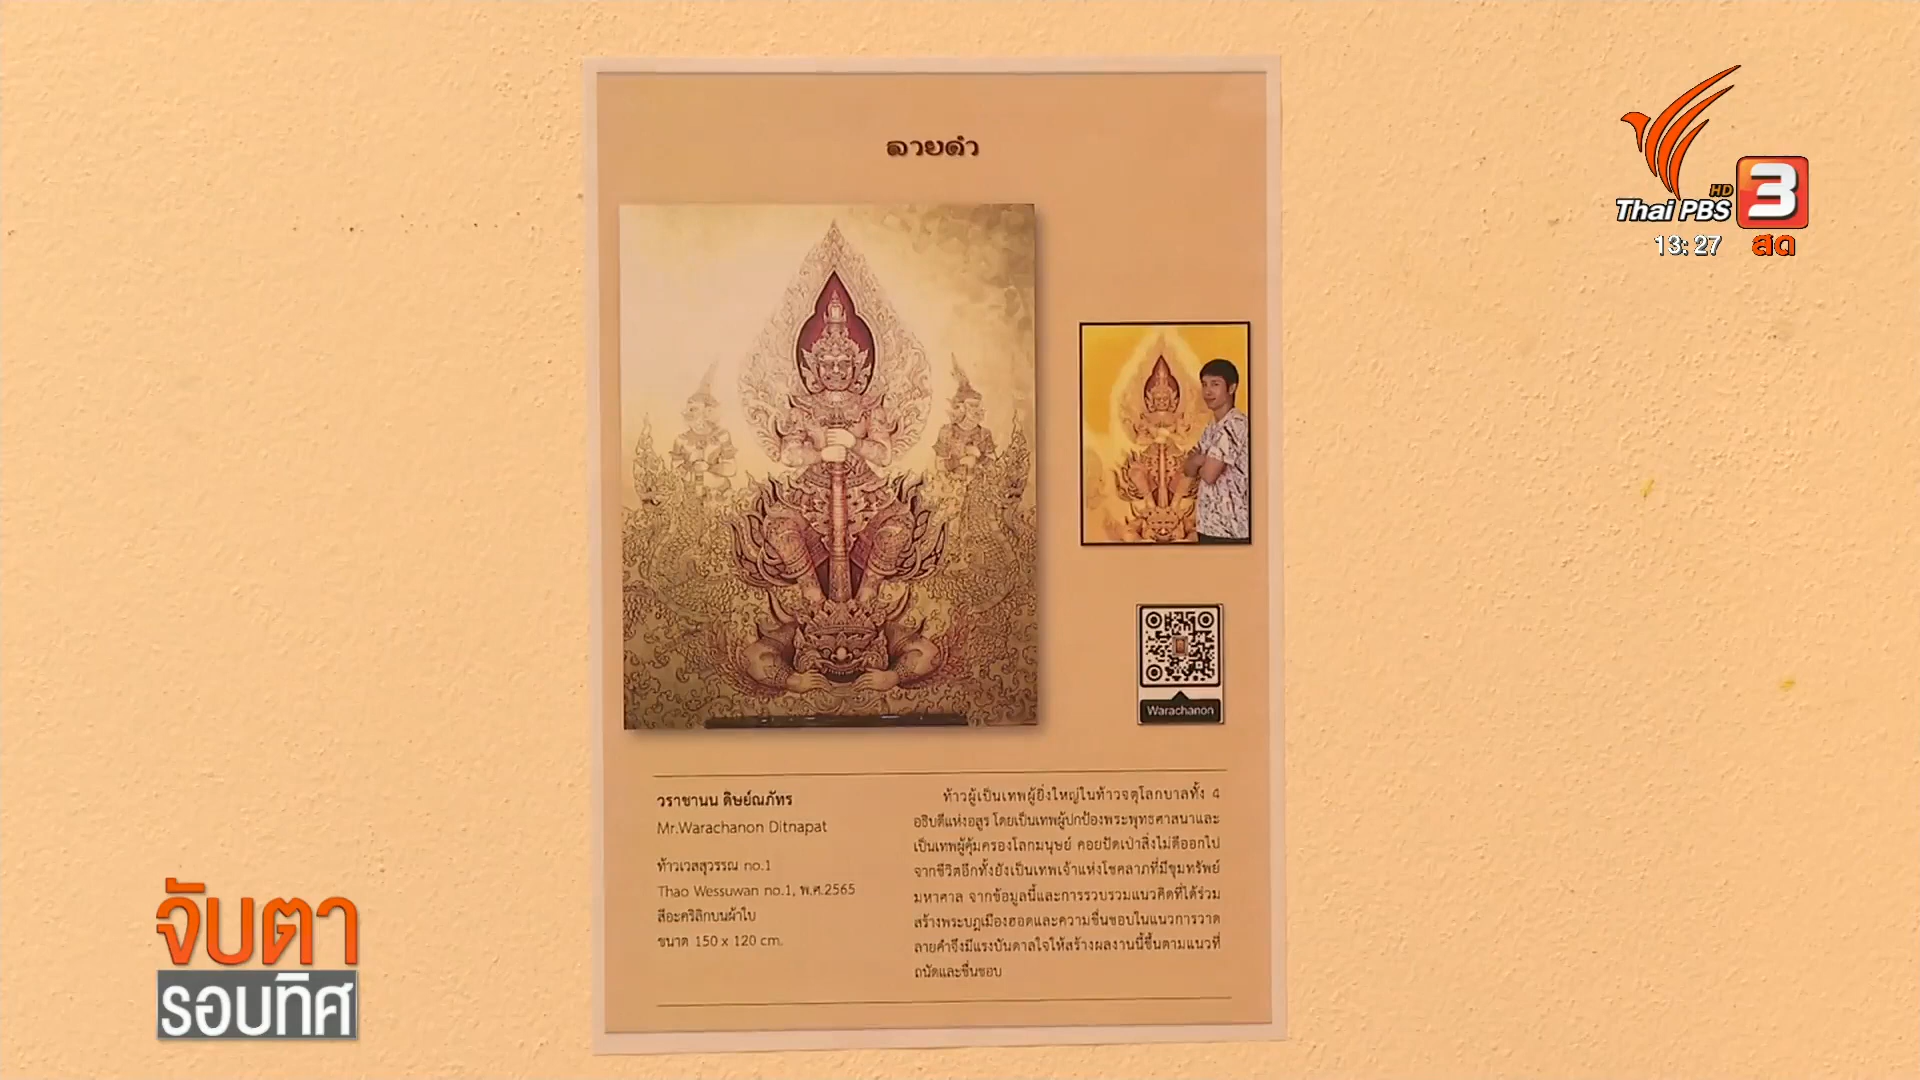 ลายคำ
HD
Thai PBS 3
13:27 สด
Warachanon
วราชานน ดิษย์ณภัทร
Mr.Warachanon Ditnapat
ท้าวเวสสุวรรณ no.1
Thao Wessuwan no.1, พ.ศ.2565
สีอะคริลิกบนผ้าใบ
ขนาด 150 x 120 cm.
ท้าวผู้เป็นเทพผู้ยิ่งใหญ่ในท้าวจตุโลกบาลทั้ง 4
อธิบดีแห่งอสูร โดยเป็นเทพผู้ปกป้องพระพุทธศาสนาและ
เป็นเทพผู้คุ้มครองโลกมนุษย์ คอยปัดเป่าสิ่งไม่ดีออกไป
จากชีวิตอีกทั้งยังเป็นเทพเจ้าแห่งโชคลาภที่มีขุมทรัพย์
มหาศาล จากข้อมูลนี้และการรวบรวมแนวคิดที่ได้ร่วม
สร้างพระบฎเมืองฮอดและความชื่นชอบในแนวการวาด
ลายคำจึงมีแรงบันดาลใจให้สร้างผลงานนี้ขึ้นตามแนวที่
ถนัดและชื่นชอบ
จับตา
รอบทิศ